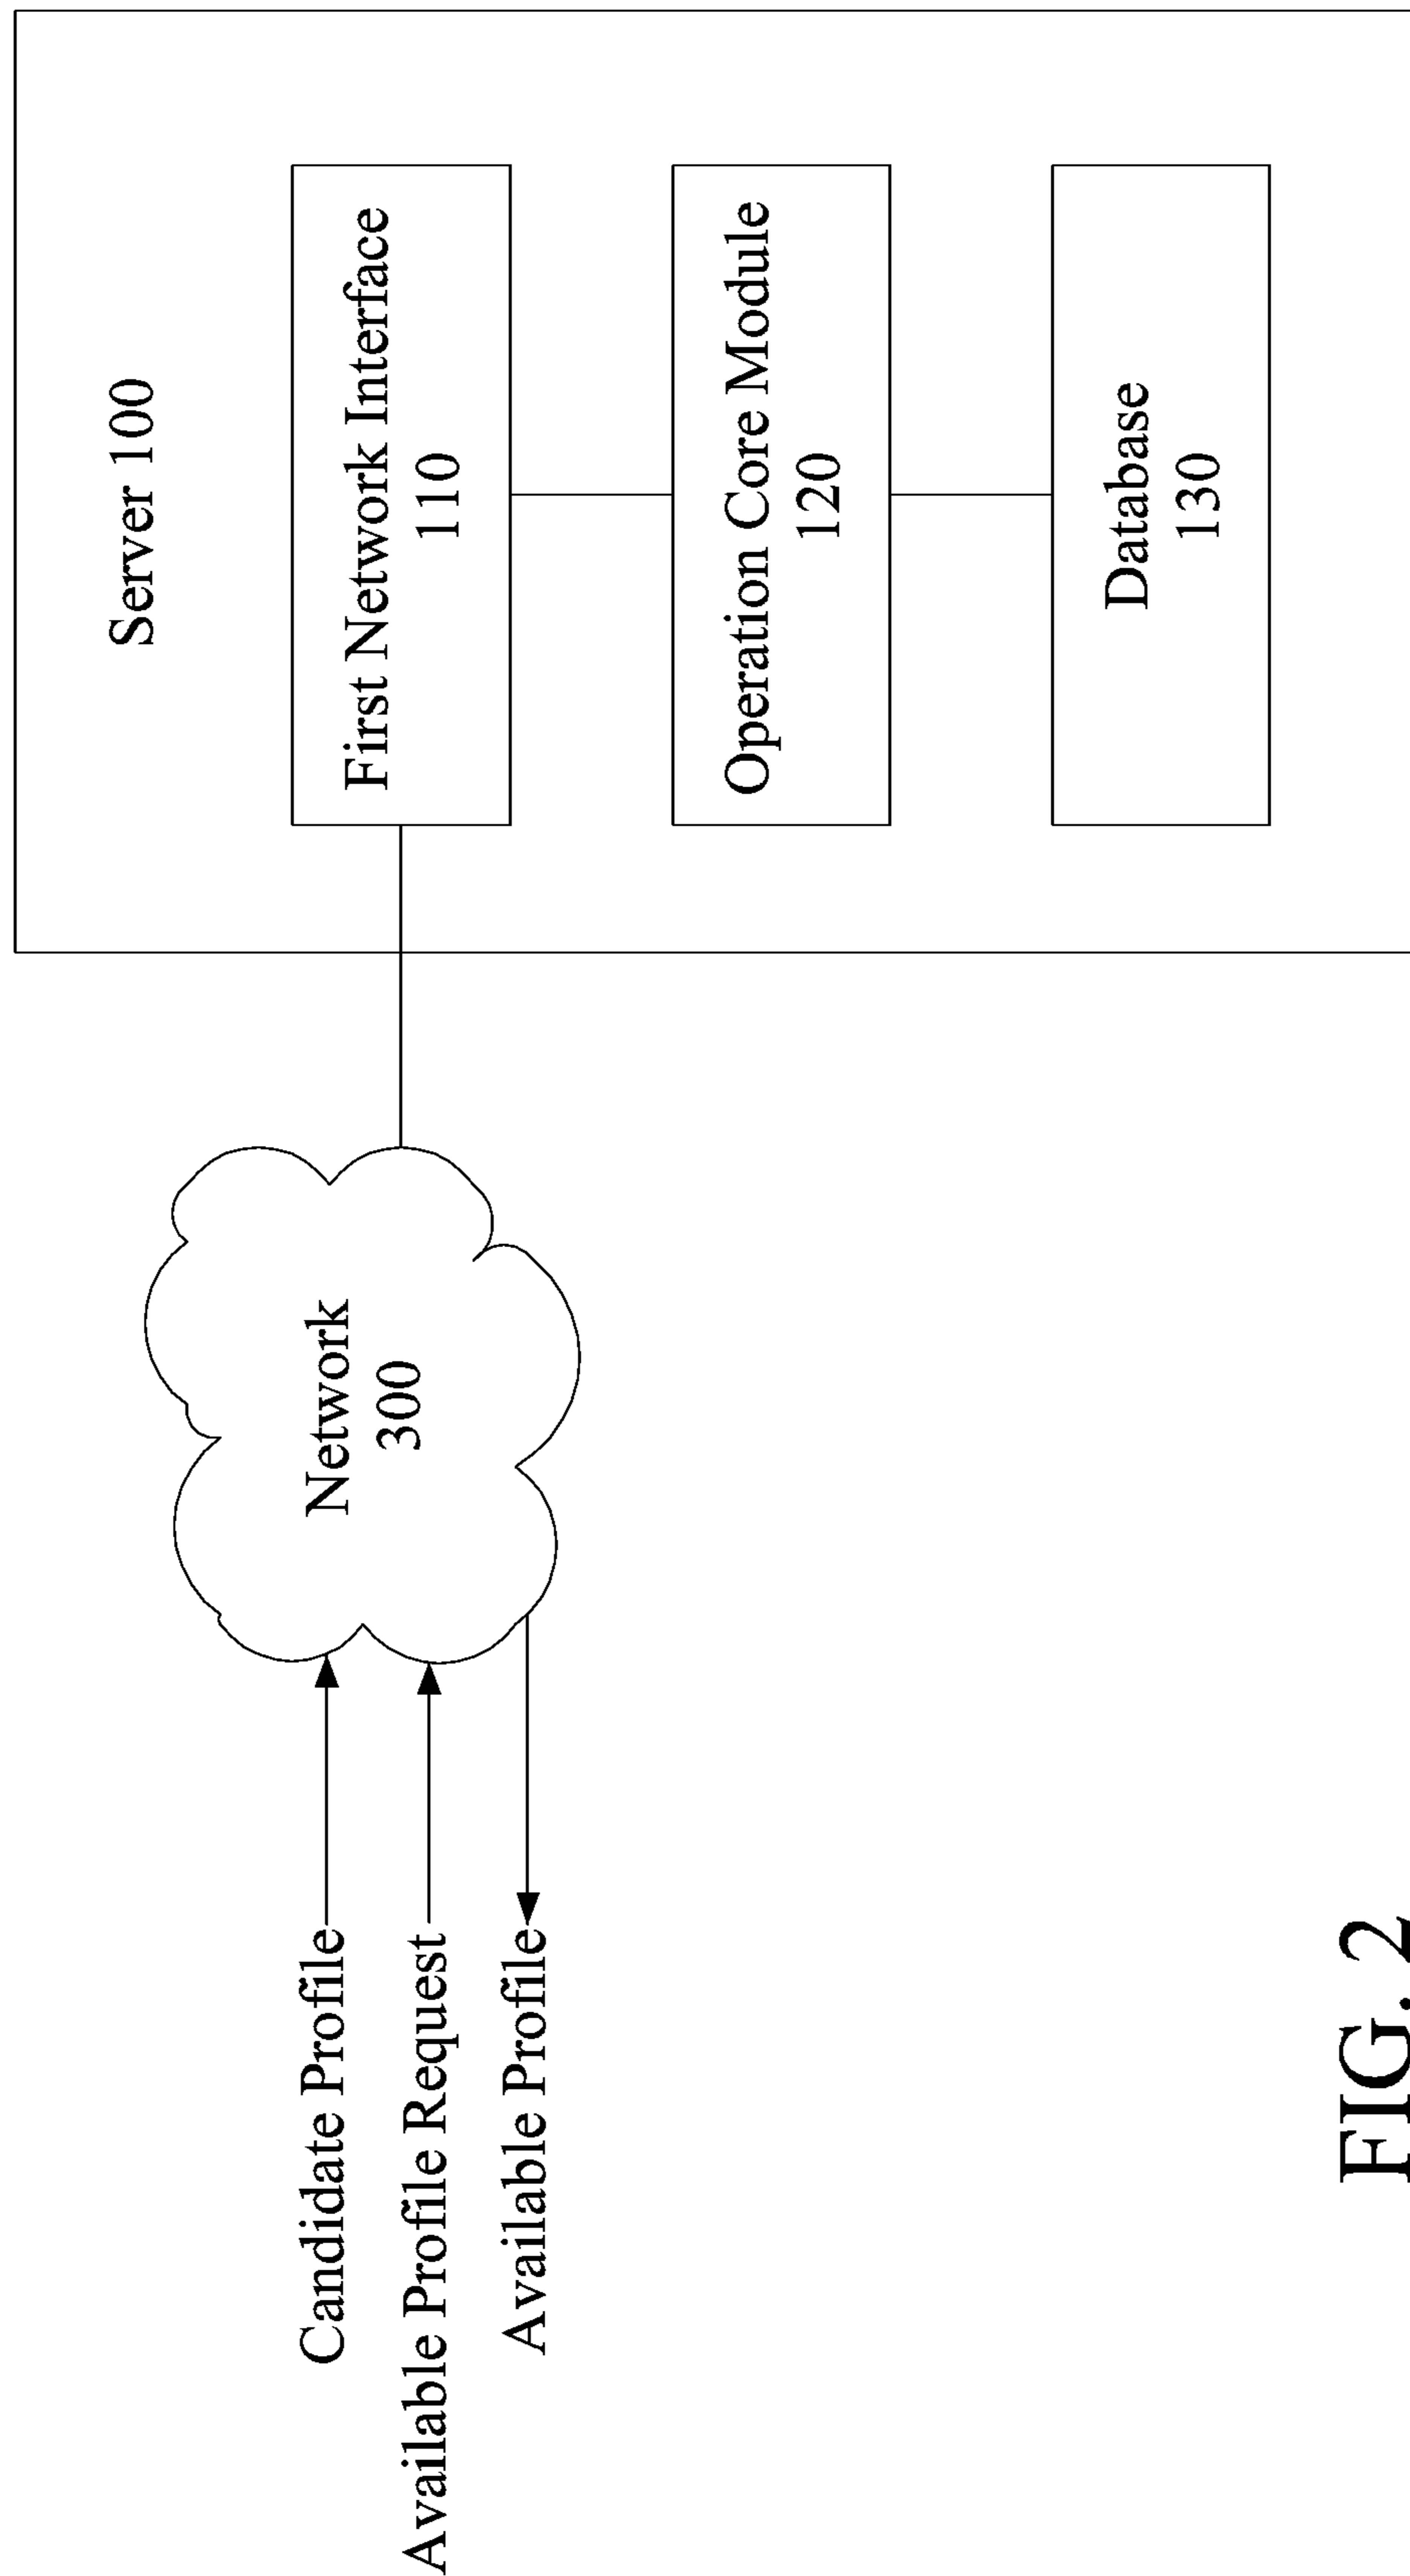 Server 100
First Network Interface
110
Operation Core Module
120
Database
130
Network
300
Candidate Profile
Available Profile Request
Available Profile
FIG. 2